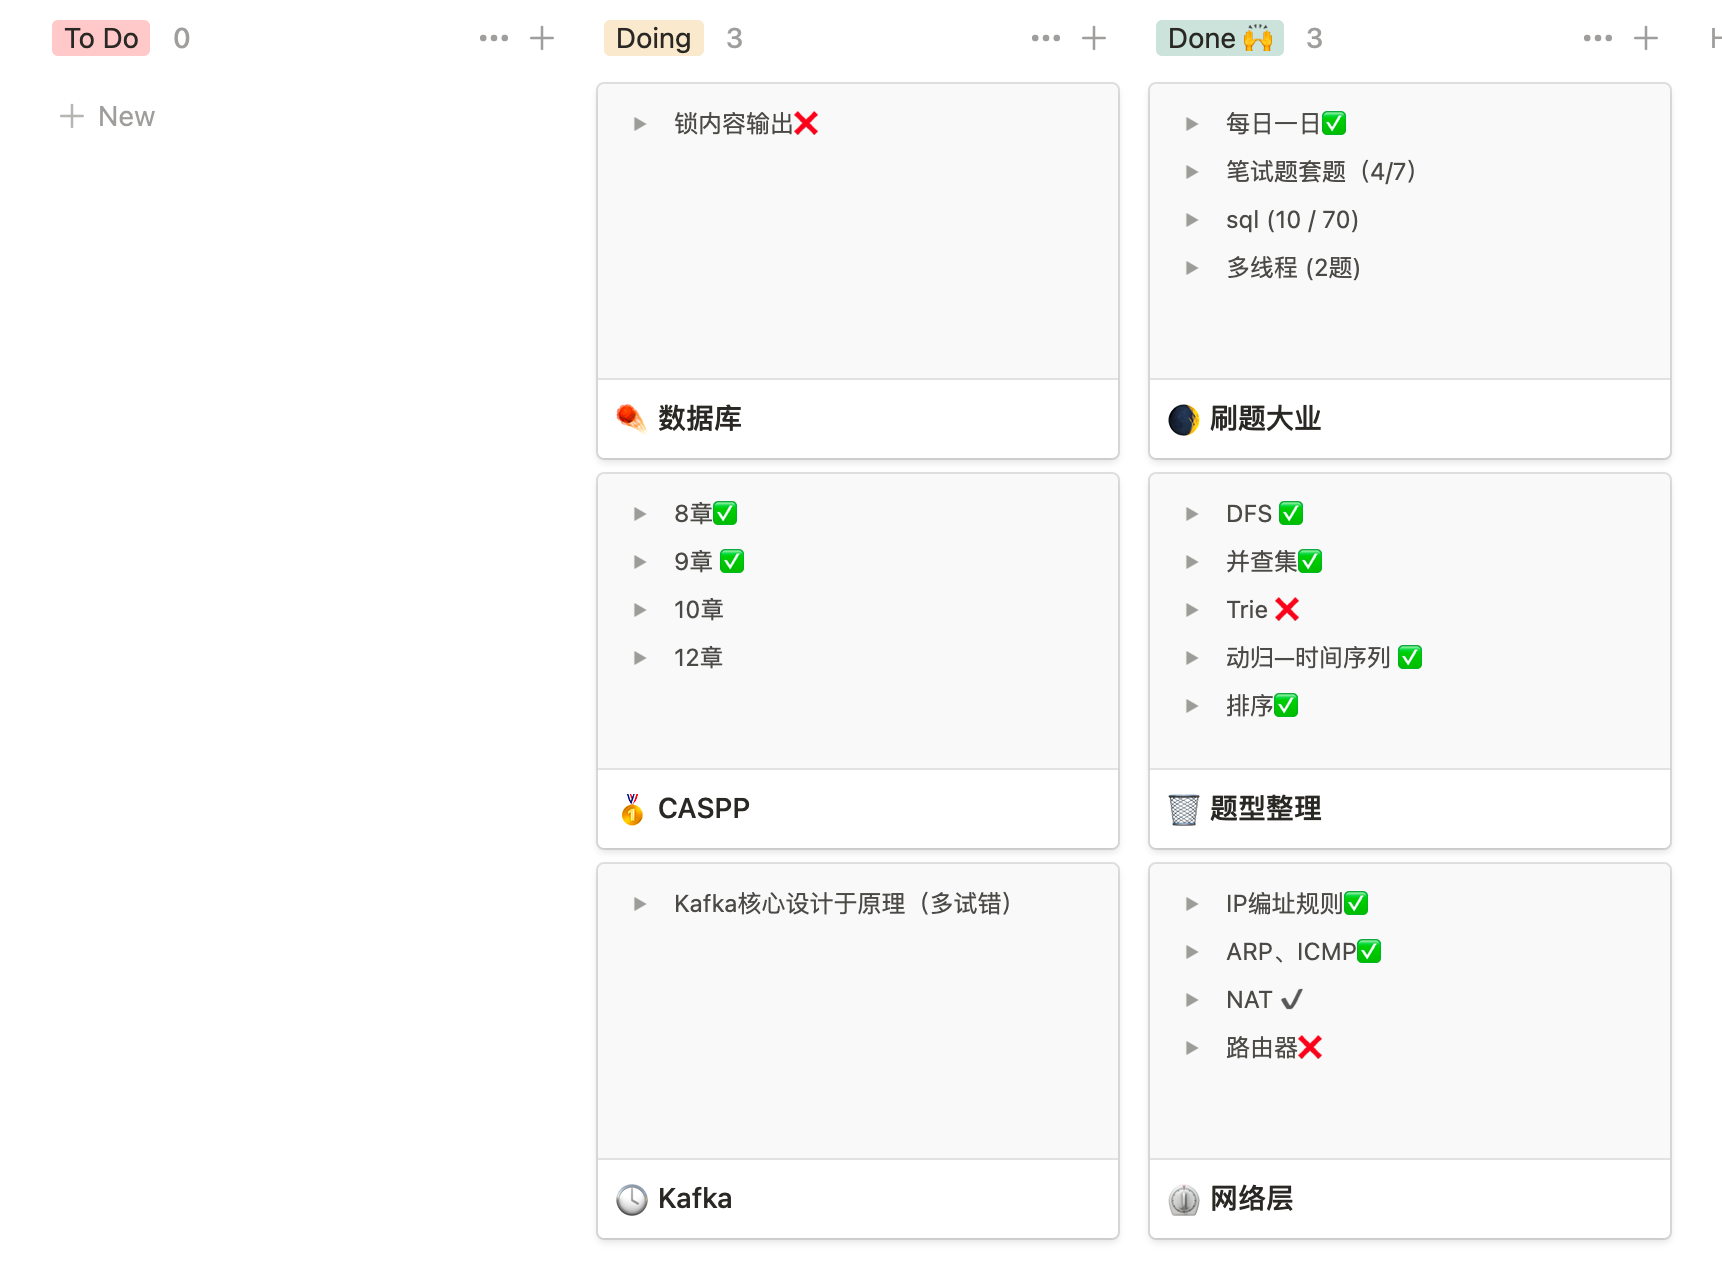 To Do 0
New
Doing 3
锁内容输出❌
数据库
8章✅
9章 ✅
10章
12章
CASPP
Kafka核心设计于原理（多试错）
Kafka
Done 🙌 3
每日一日✅
笔试题套题（4/7）
sql (10 / 70)
多线程 (2题)
刷题大业
DFS ✅
并查集✅
Trie ❌
动归—时间序列 ✅
排序✅
题型整理
IP编址规则✅
ARP、ICMP✅
NAT ✔
路由器❌
网络层